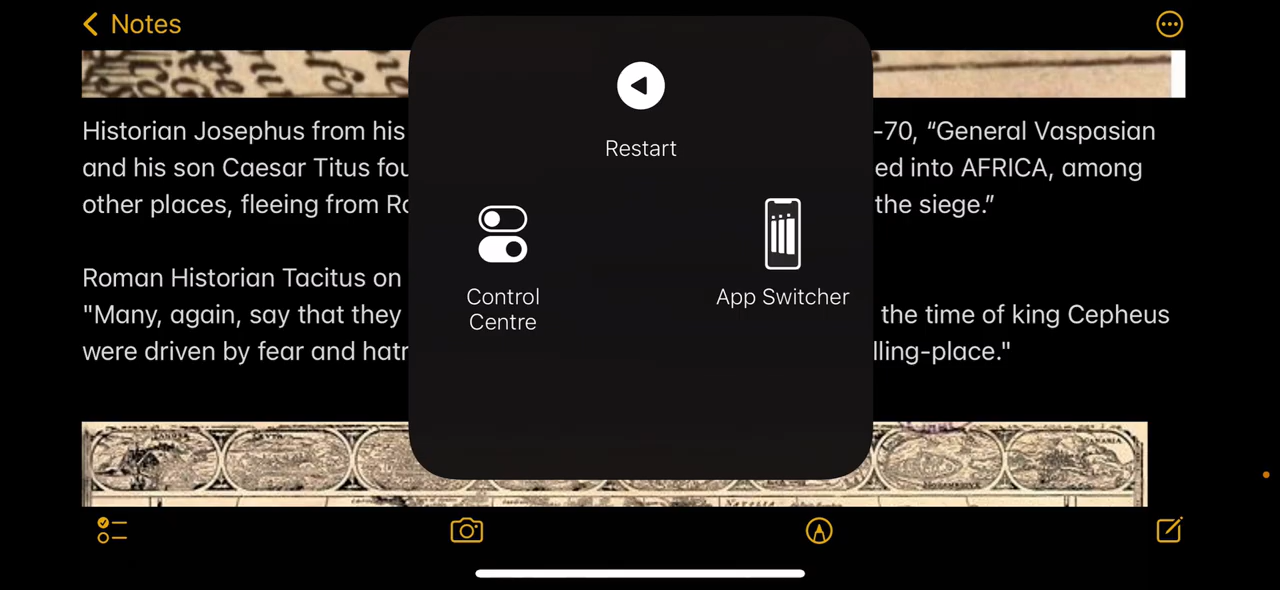 Notes
Historian Josephus from his
-70, “General Vaspasian
and his son Caesar Titus fou
ed into AFRICA, among
other places, fleeing from Ro
the siege.”
Roman Historian Tacitus on
"Many, again, say that they
the time of king Cepheus
were driven by fear and hatr
lling-place."
Restart
Control
Centre
App Switcher